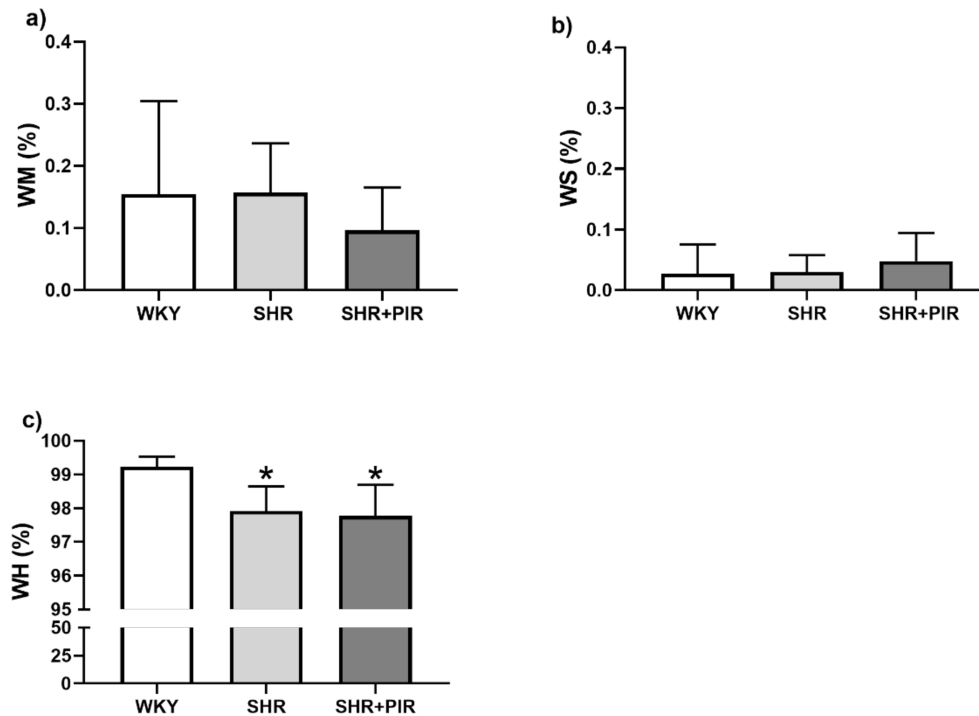 a)
WM (%)
0.4
0.3
0.2
0.1
0.0
WKY SHR SHR+PIR
b)
WS (%)
0.4
0.3
0.2
0.1
0.0
WKY SHR SHR+PIR
c)
WH (%)
100
99
98
97
96
95
50
25
0
* *
WKY SHR SHR+PIR